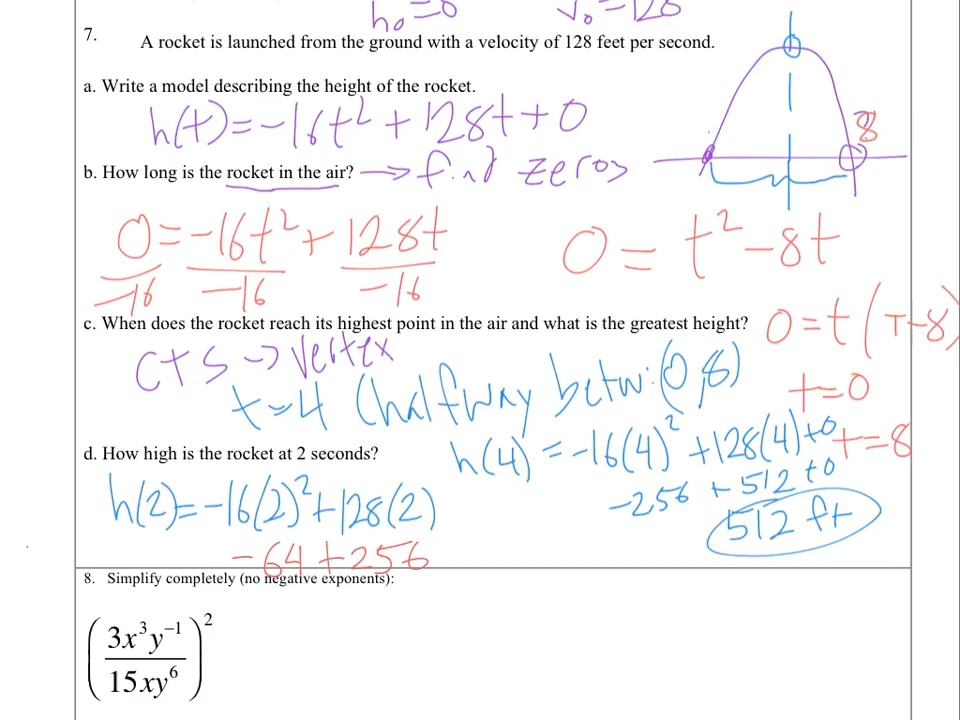 h₀=0 v₀=128
7. A rocket is launched from the ground with a velocity of 128 feet per second.
a. Write a model describing the height of the rocket.
h(t)=-16t²+128t+0
8
b. How long is the rocket in the air? → find zeros
0=-16t²+128t
-16 -16 -16
0=t²-8t
c. When does the rocket reach its highest point in the air and what is the greatest height?
0=t(t-8)
CTS → vertex
t=4 (halfway betw. (0,8)
t=0
t=8
h(4)=-16(4)²+128(4)+0
-256+512+0
512 ft
d. How high is the rocket at 2 seconds?
h(2)=-16(2)²+128(2)
-64+256
8. Simplify completely (no negative exponents):
(3x³y⁻¹/15xy⁶)²